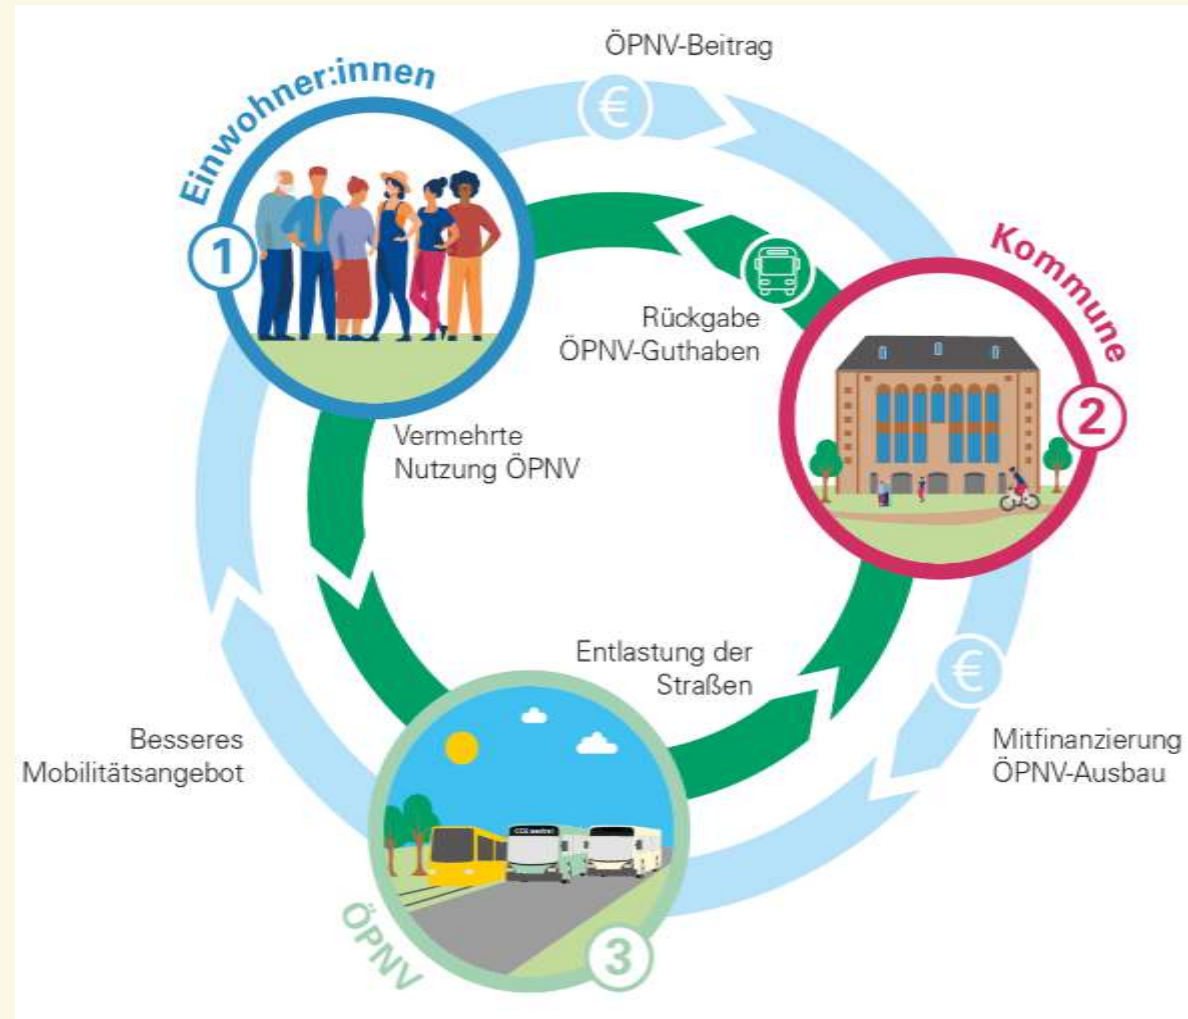 ÖPNV-Beitrag
€
Einwohner:innen
1
Kommune
2
Rückgabe
ÖPNV-Guthaben
Vermehrte
Nutzung ÖPNV
Entlastung der
Straßen
€
Besseres
Mobilitätsangebot
Mitfinanzierung
ÖPNV-Ausbau
ÖPNV
3